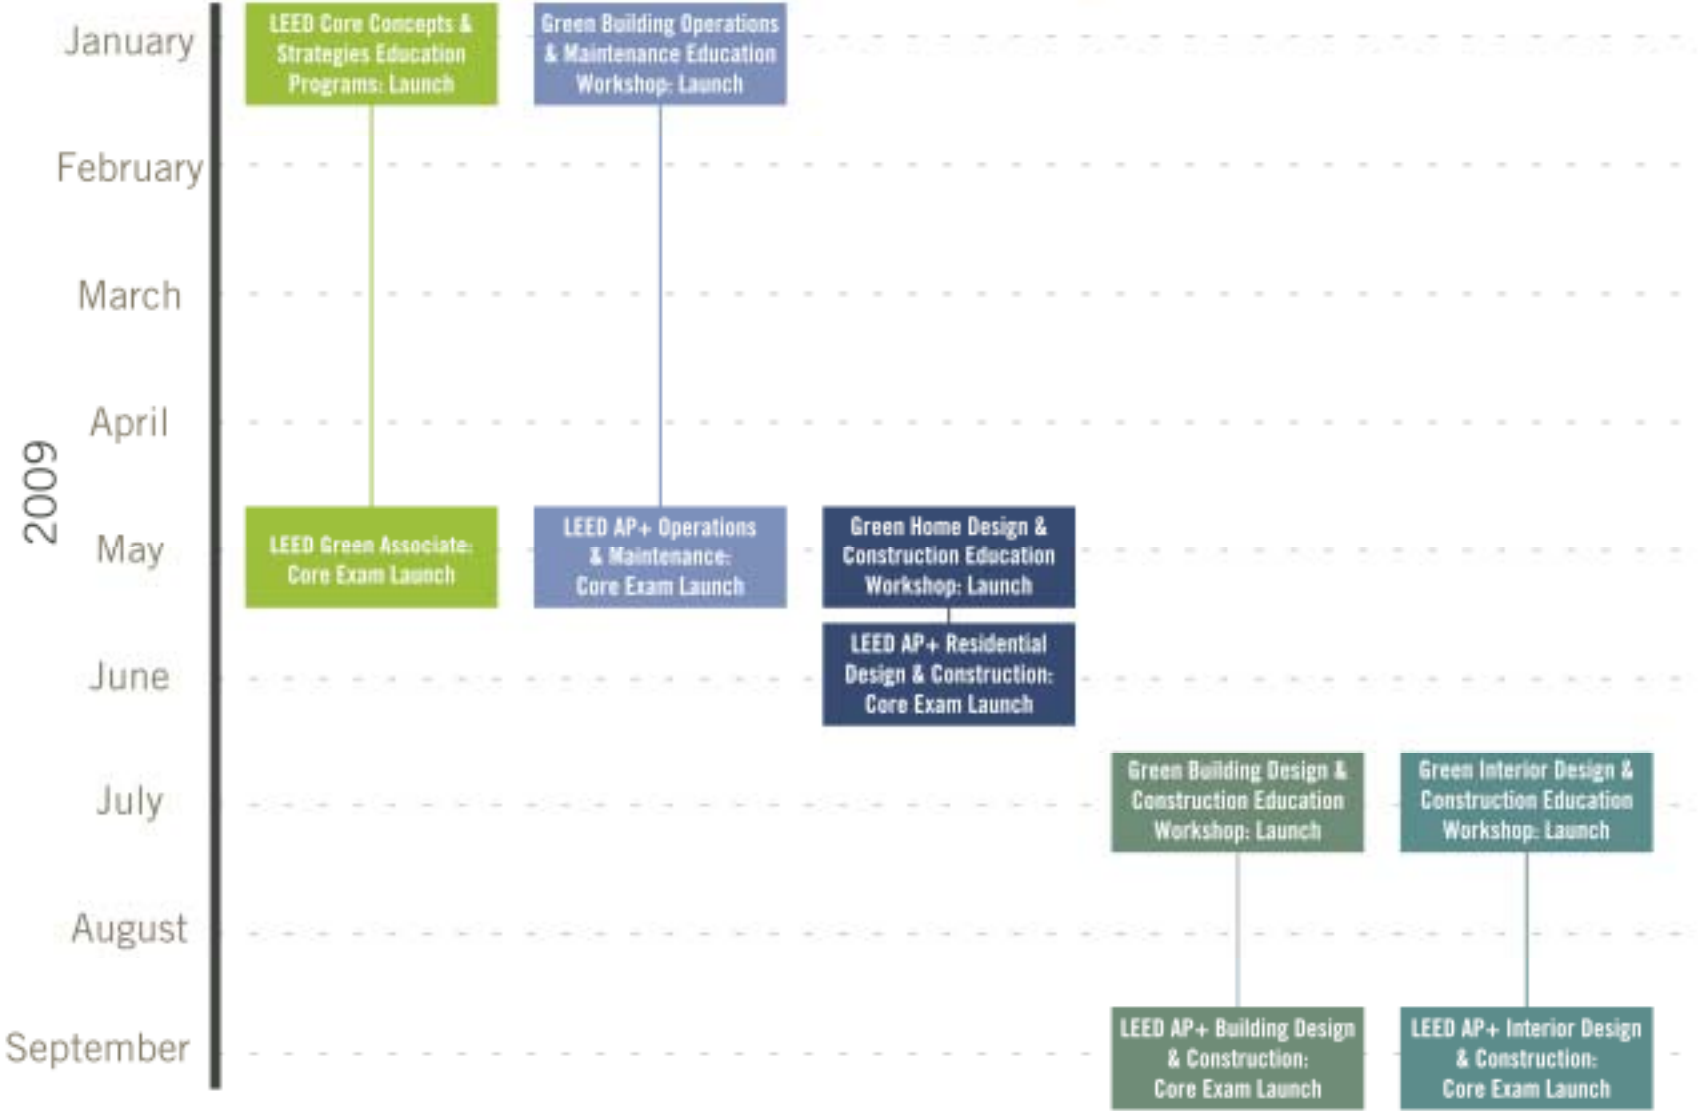 January
LEED Core Concepts &
Strategies Education
Programs: Launch
Green Building Operations
& Maintenance Education
Workshop: Launch
February
March
April
2009
May
LEED Green Associate:
Core Exam Launch
LEED AP+ Operations
& Maintenance:
Core Exam Launch
Green Home Design &
Construction Education
Workshop: Launch
June
LEED AP+ Residential
Design & Construction:
Core Exam Launch
July
Green Building Design &
Construction Education
Workshop: Launch
Green Interior Design &
Construction Education
Workshop: Launch
August
September
LEED AP+ Building Design
& Construction:
Core Exam Launch
LEED AP+ Interior Design
& Construction:
Core Exam Launch